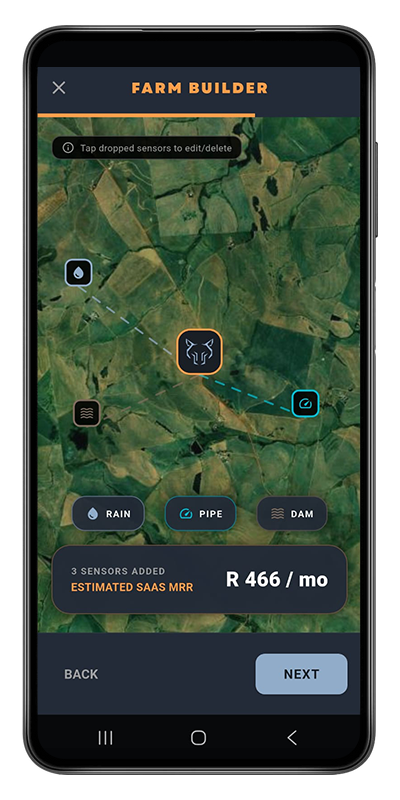 FARM BUILDER
Tap dropped sensors to edit/delete
RAIN
PIPE
DAM
3 SENSORS ADDED
ESTIMATED SAAS MRR
R 466 / mo
BACK
NEXT